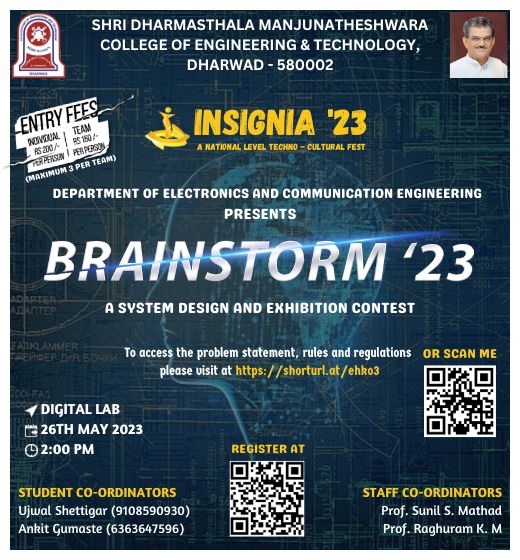 SHRI DHARMASTHALA MANJUNATHESHWARA
COLLEGE OF ENGINEERING & TECHNOLOGY,
DHARWAD - 580002
ENTRY FEES
INDIVIDUAL
RS 200/-
PER PERSON
TEAM
RS 150/-
PER PERSON
(MAXIMUM 3 PER TEAM)
INSIGNIA '23
A NATIONAL LEVEL TECHNO - CULTURAL FEST
DEPARTMENT OF ELECTRONICS AND COMMUNICATION ENGINEERING
PRESENTS
BRAINSTORM ‘23
A SYSTEM DESIGN AND EXHIBITION CONTEST
To access the problem statement, rules and regulations
please visit at https://shorturl.at/ehko3
OR SCAN ME
DIGITAL LAB
26TH MAY 2023
2:00 PM
REGISTER AT
STUDENT CO-ORDINATORS
Ujwal Shettigar (9108590930)
Ankit Gumaste (6363647596)
STAFF CO-ORDINATORS
Prof. Sunil S. Mathad
Prof. Raghuram K. M